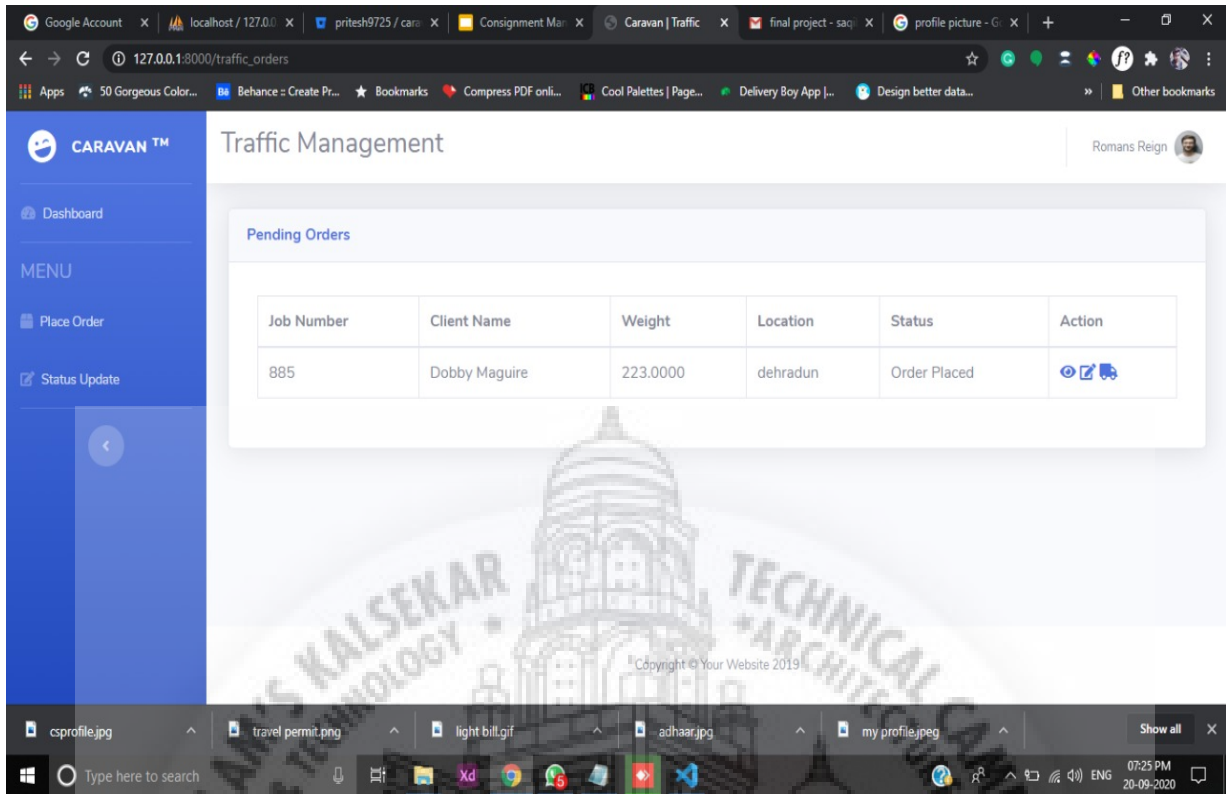 Google Account
localhost / 127.0.0
pritesh9725 / cara
Consignment Man
Caravan | Traffic
final project - saqi
profile picture - Go
127.0.0.1:8000/traffic_orders
Apps
50 Gorgeous Color...
Behance :: Create Pr...
Bookmarks
Compress PDF onli...
Cool Palettes | Page...
Delivery Boy App |...
Design better data...
»
Other bookmarks
CARAVAN ™
Traffic Management
Romans Reign
Dashboard
Pending Orders
MENU
Job Number Client Name Weight Location Status Action
Place Order
885 Dobby Maguire 223.0000 dehradun Order Placed
Status Update
KALSEKAR TECHNICAL
Copyright © Your Website 2019
csprofile.jpg
travel permit.png
light bill.gif
adhaar.jpg
my profile.jpeg
Show all
Type here to search
Xd
5
ENG
07:25 PM
20-09-2020